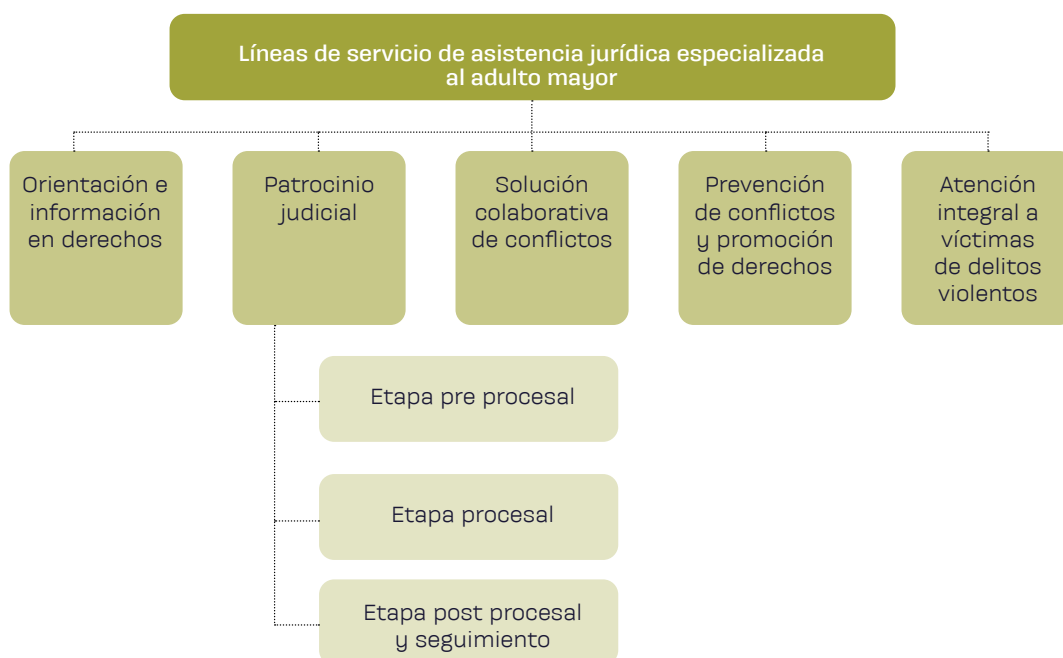 Líneas de servicio de asistencia jurídica especializada
al adulto mayor
Orientación e
información
en derechos
Patrocinio
judicial
Solución
colaborativa
de conflictos
Prevención
de conflictos
y promoción
de derechos
Atención
integral a
víctimas
de delitos
violentos
Etapa pre procesal
Etapa procesal
Etapa post procesal
y seguimiento